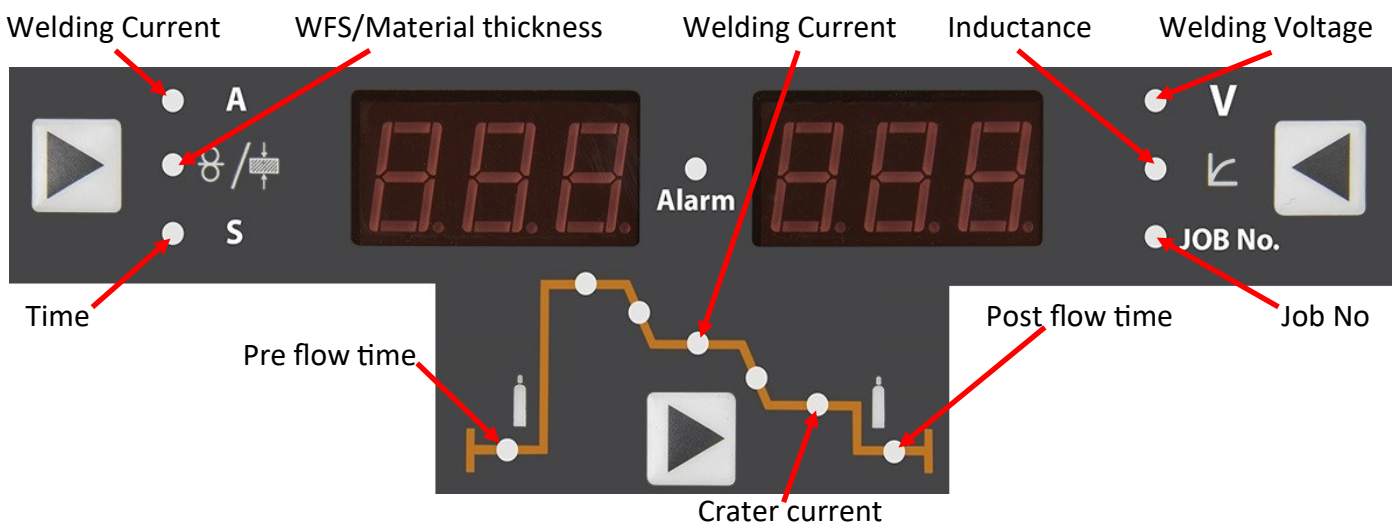 Welding Current
WFS/Material thickness
Welding Current
Inductance
Welding Voltage
A
V
/
Alarm
S
JOB No.
Time
Pre flow time
Post flow time
Job No
Crater current